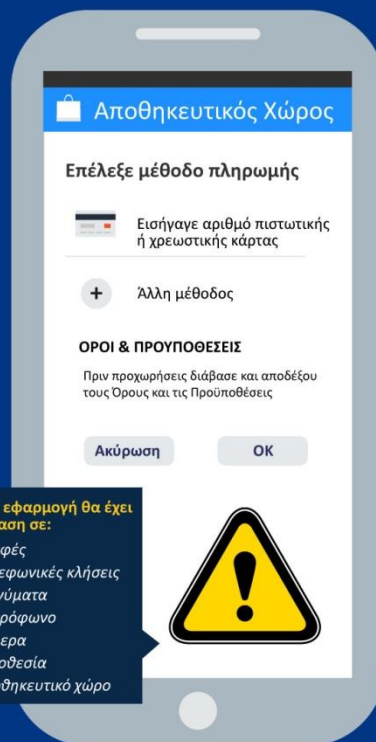 Αποθηκευτικός Χώρος
Επέλεξε μέθοδο πληρωμής
Εισήγαγε αριθμό πιστωτικής
ή χρεωστικής κάρτας
+ Άλλη μέθοδος
ΟΡΟΙ & ΠΡΟΥΠΟΘΕΣΕΙΣ
Πριν προχωρήσεις διάβασε και αποδέξου
τους Όρους και τις Προϋποθέσεις
Ακύρωση OK
εφαρμογή θα έχει
σε:
κλήσεις
χώρο